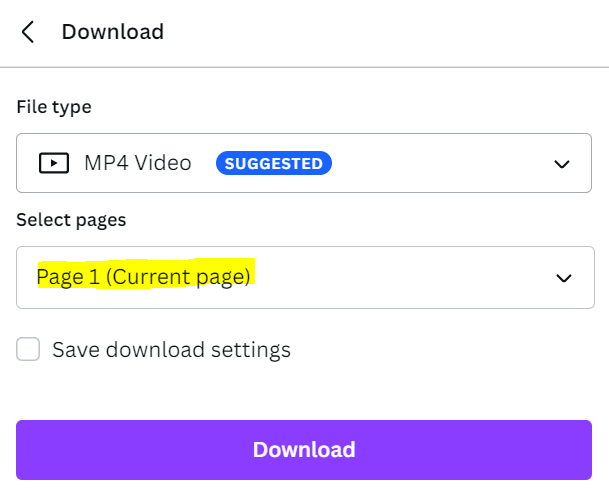 Download
File type
MP4 Video SUGGESTED
Select pages
Page 1 (Current page)
Save download settings
Download